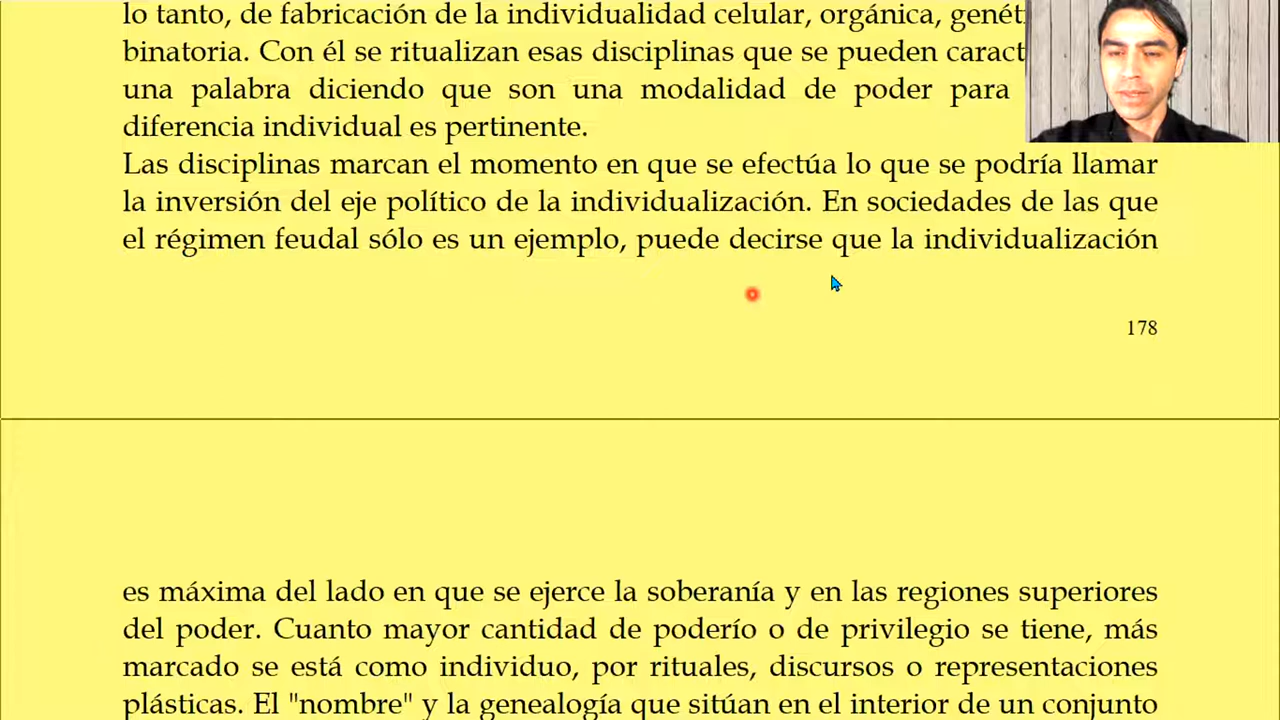 lo tanto, de fabricación de la individualidad celular, orgánica,
binatoria. Con él se ritualizan esas disciplinas que se pueden
una palabra diciendo que son una modalidad de poder para
diferencia individual es pertinente.
Las disciplinas marcan el momento en que se efectúa lo que se podría llamar
la inversión del eje político de la individualización. En sociedades de las que
el régimen feudal sólo es un ejemplo, puede decirse que la individualización
178
es máxima del lado en que se ejerce la soberanía y en las regiones superiores
del poder. Cuanto mayor cantidad de poderío o de privilegio se tiene, más
marcado se está como individuo, por rituales, discursos o representaciones
plásticas. El "nombre" y la genealogía que sitúan en el interior de un conjunto